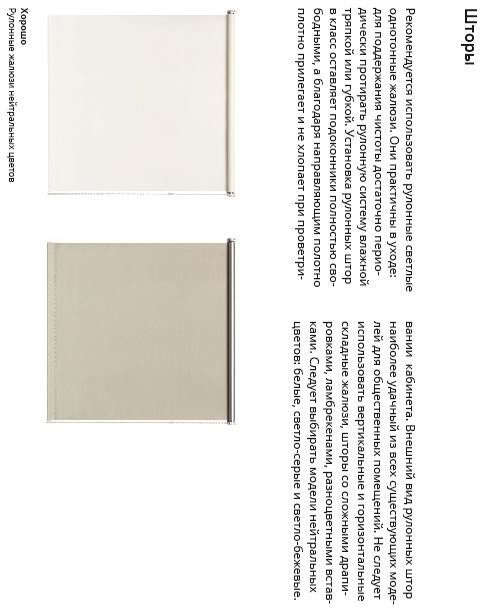 Шторы
Рекомендуется использовать рулонные светлые
однотонные жалюзи. Они практичны в уходе:
для поддержания чистоты достаточно перио-
дически протирать рулонную систему влажной
тряпкой или губкой. Установка рулонных штор
в класс оставляет подоконники полностью сво-
бодными, а благодаря направляющим полотно
плотно прилегает и не хлопает при проветри-
вании кабинета. Внешний вид рулонных штор
наиболее удачный из всех существующих моде-
лей для общественных помещений. Не следует
использовать вертикальные и горизонтальные
складные жалюзи, шторы со сложными драпи-
ровками, ламбрекенами, разноцветными встав-
ками. Следует выбирать модели нейтральных
цветов: белые, светло-серые и светло-бежевые.
Хорошо
Рулонные жалюзи нейтральных цветов